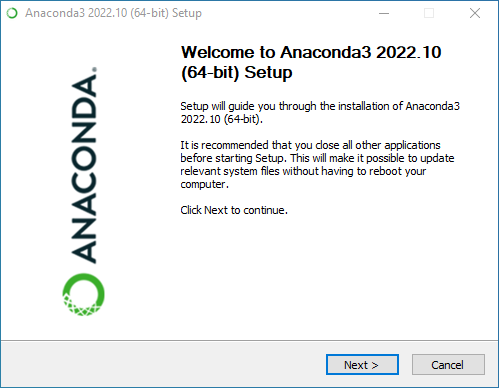 Anaconda3 2022.10 (64-bit) Setup
Welcome to Anaconda3 2022.10
(64-bit) Setup
Setup will guide you through the installation of Anaconda3
2022.10 (64-bit).
It is recommended that you close all other applications
before starting Setup. This will make it possible to update
relevant system files without having to reboot your
computer.
Click Next to continue.
ANACONDA.
Next >
Cancel